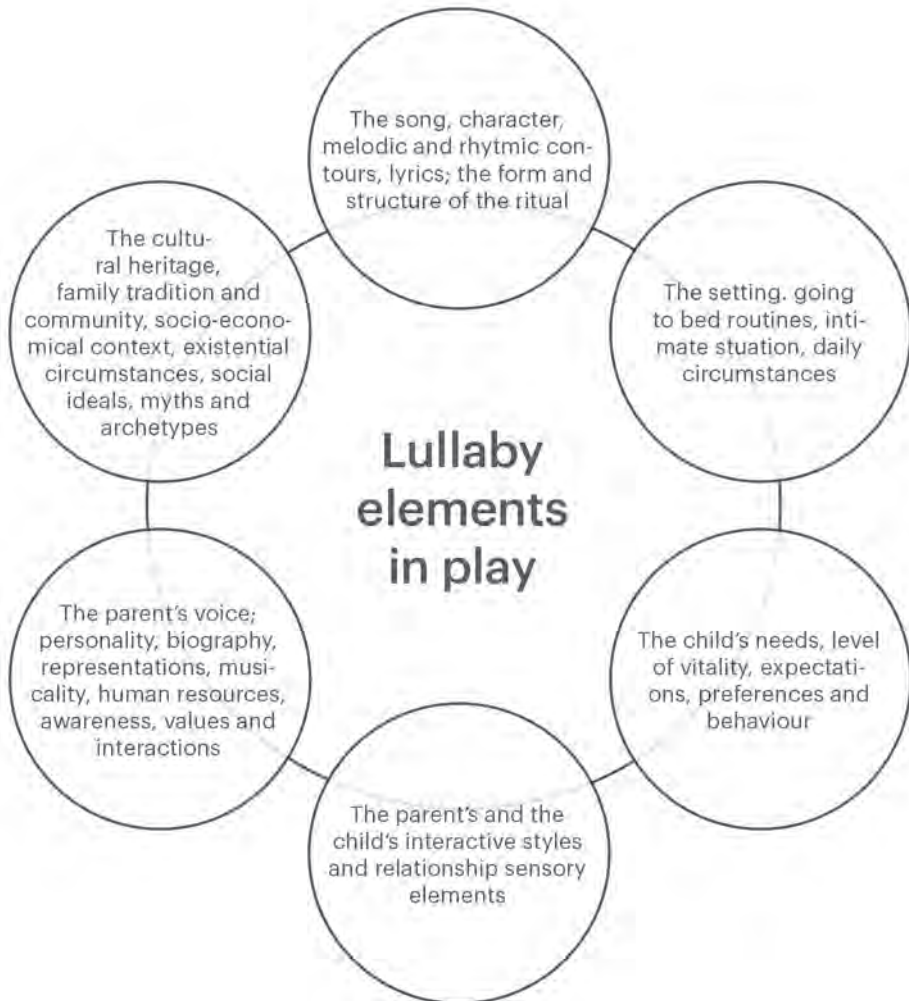 The song, character,
melodic and rhytmic con-
tours, lyrics; the form and
structure of the ritual
The setting. going
to bed routines, inti-
mate stuation, daily
circumstances
The child's needs, level
of vitality, expectati-
ons, preferences and
behaviour
The parent's and the
child's interactive styles
and relationship sensory
elements
The parent's voice;
personality, biography,
representations, musi-
cality, human resources,
awareness, values and
interactions
The cultu-
ral heritage,
family tradition and
community, socio-econo-
mical context, existential
circumstances, social
ideals, myths and
archetypes
Lullaby
elements
in play